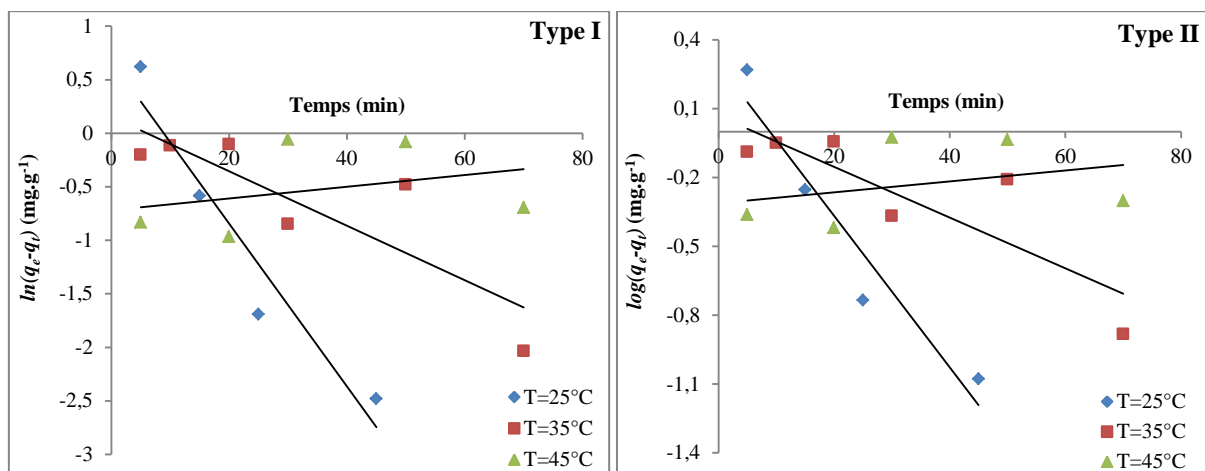 Type I
1
0,5
0
-0,5
-1
-1,5
-2
-2,5
-3
0
20
40
60
80
Temps (min)
ln(qe-qt) (mg.g-1)
T=25°C
T=35°C
T=45°C
Type II
0,4
0,1
-0,2
-0,5
-0,8
-1,1
-1,4
0
20
40
60
80
Temps (min)
log(qe-qt) (mg.g-1)
T=25°C
T=35°C
T=45°C